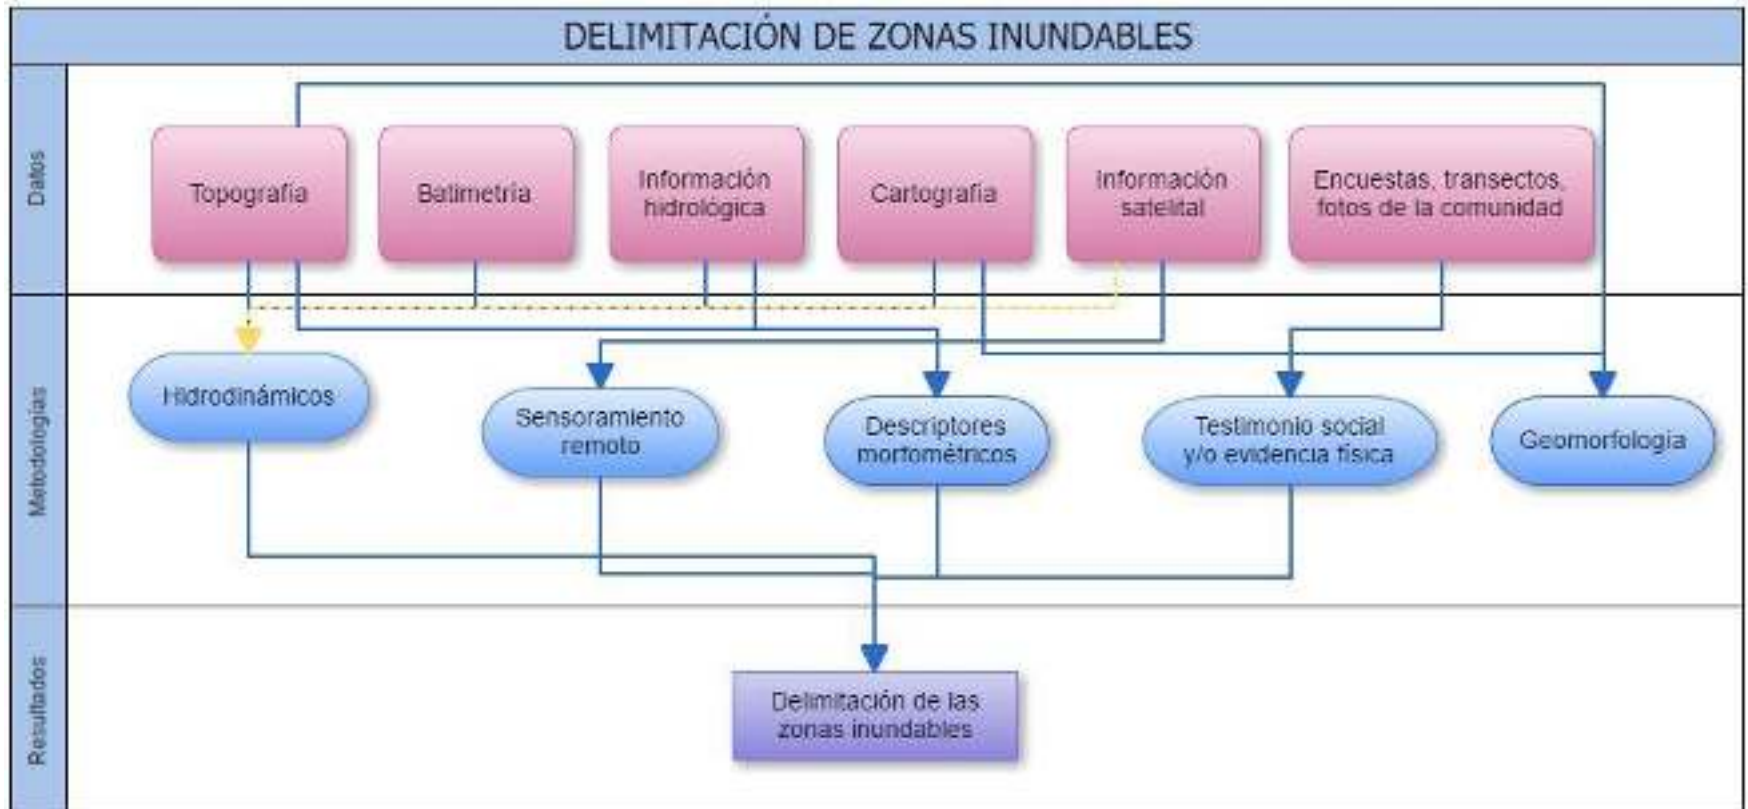 DELIMITACIÓN DE ZONAS INUNDABLES
Datos
Topografía
Batimetría
Información
hidrológica
Cartografía
Información
satelital
Encuestas, transectos,
fotos de la comunidad
Metodologías
Hidrodinámicos
Sensoramiento
remoto
Descriptores
morfométricos
Testimonio social
y/o evidencia física
Geomorfología
Resultados
Delimitación de las
zonas inundables